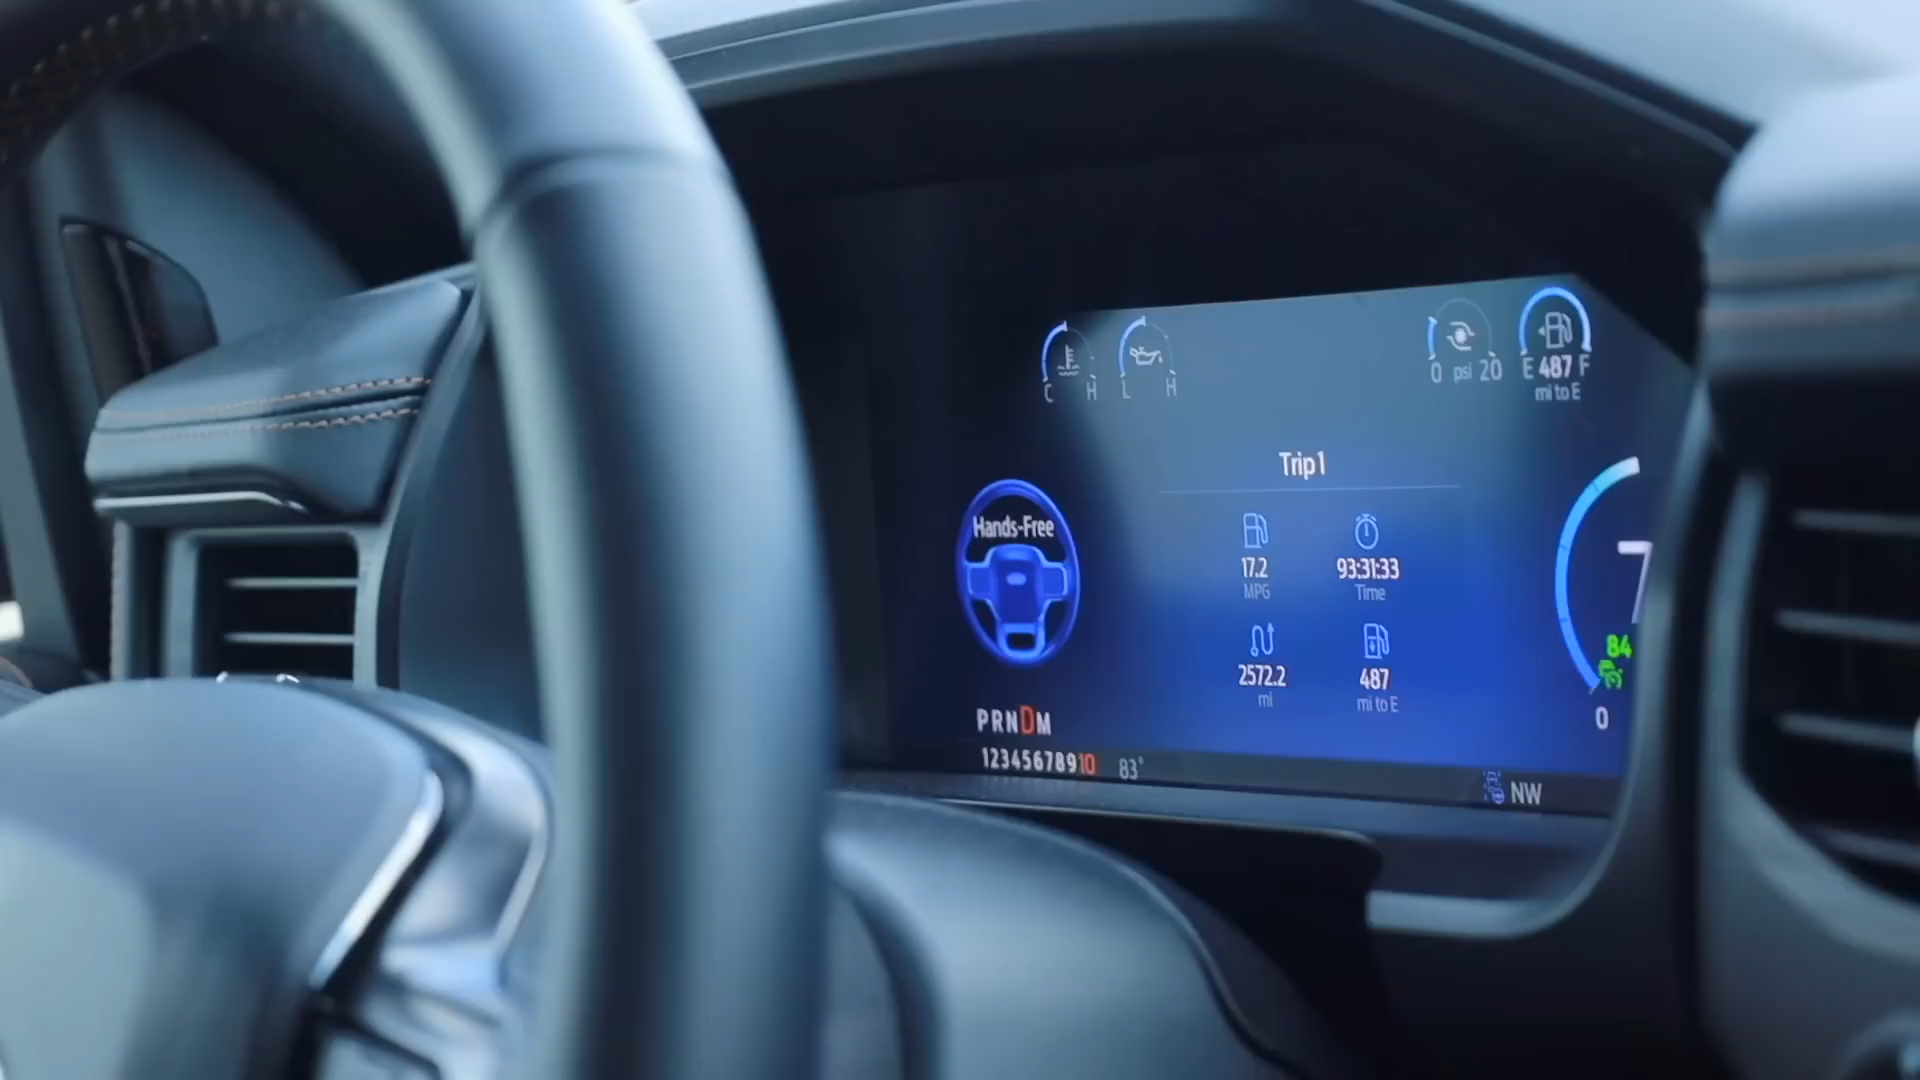 C H
L H
0 psi 20
E 487 F
mi to E
Trip 1
Hands-Free
17.2
MPG
93:31:33
Time
2572.2
mi
487
mi to E
7
84
0
PRNDM
12345678910
83°
NW